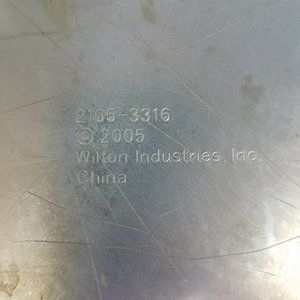 2105-3316
© 2005
Wilton Industries, Inc.
China